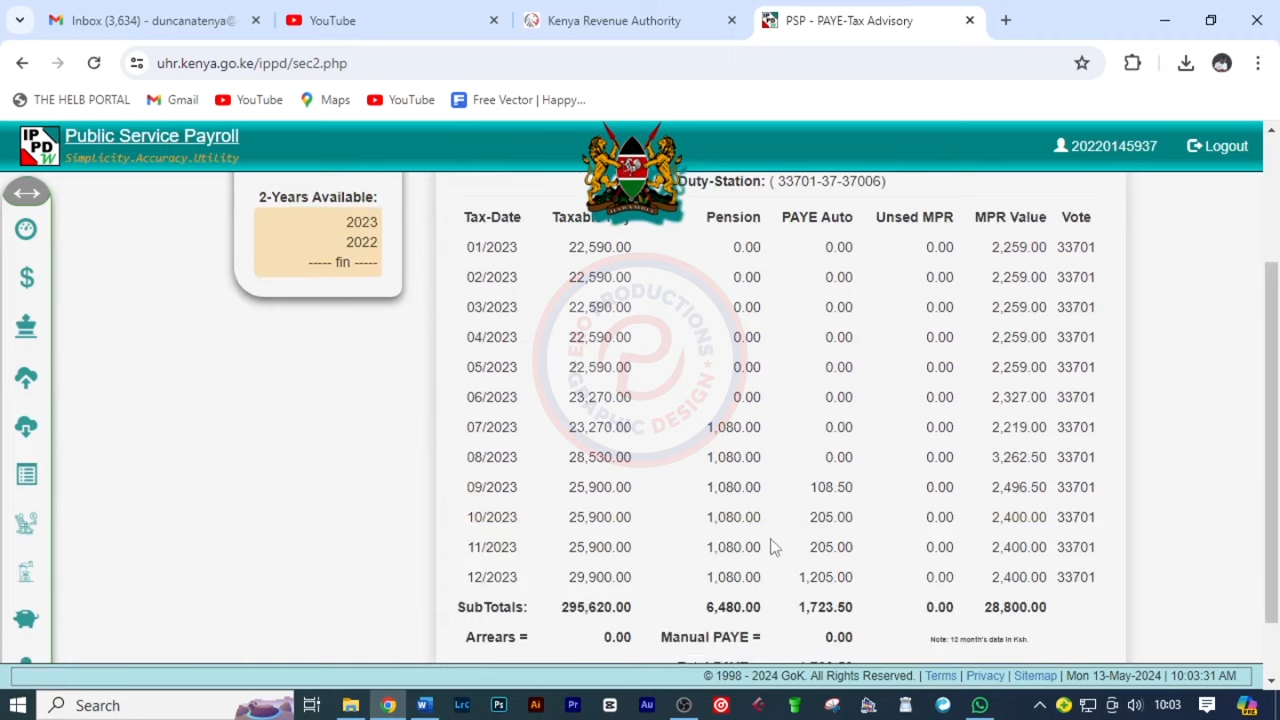 Inbox (3,634) - duncanatenya@
YouTube
Kenya Revenue Authority
PSP - PAYE-Tax Advisory
uhr.kenya.go.ke/ippd/sec2.php
THE HELB PORTAL
Gmail
YouTube
Maps
YouTube
Free Vector | Happy...
IP
PD
W
Public Service Payroll
Simplicity.Accuracy.Utility
HARAMBEE
20220145937
Logout
2-Years Available:
2023
2022
----- fin -----
Duty-Station: ( 33701-37-37006)
Tax-Date Taxab Pension PAYE Auto Unsed MPR MPR Value Vote
01/2023 22,590.00 0.00 0.00 0.00 2,259.00 33701
02/2023 22,590.00 0.00 0.00 0.00 2,259.00 33701
03/2023 22,590.00 0.00 0.00 0.00 2,259.00 33701
04/2023 22,590.00 0.00 0.00 0.00 2,259.00 33701
05/2023 22,590.00 0.00 0.00 0.00 2,259.00 33701
06/2023 23,270.00 0.00 0.00 0.00 2,327.00 33701
07/2023 23,270.00 1,080.00 0.00 0.00 2,219.00 33701
08/2023 28,530.00 1,080.00 0.00 0.00 3,262.50 33701
09/2023 25,900.00 1,080.00 108.50 0.00 2,496.50 33701
10/2023 25,900.00 1,080.00 205.00 0.00 2,400.00 33701
11/2023 25,900.00 1,080.00 205.00 0.00 2,400.00 33701
12/2023 29,900.00 1,080.00 1,205.00 0.00 2,400.00 33701
SubTotals: 295,620.00 6,480.00 1,723.50 0.00 28,800.00
Arrears = 0.00 Manual PAYE = 0.00 Note: 12 month's data in Ksh.
PRODUCTIONS
GRAPHIC DESIGN
© 1998 - 2024 GoK. All Rights Reserved. | Terms | Privacy | Sitemap | Mon 13-May-2024 | 10:03:31 AM
Search
Lrc
Ps
Ai
Pr
Au
10:03